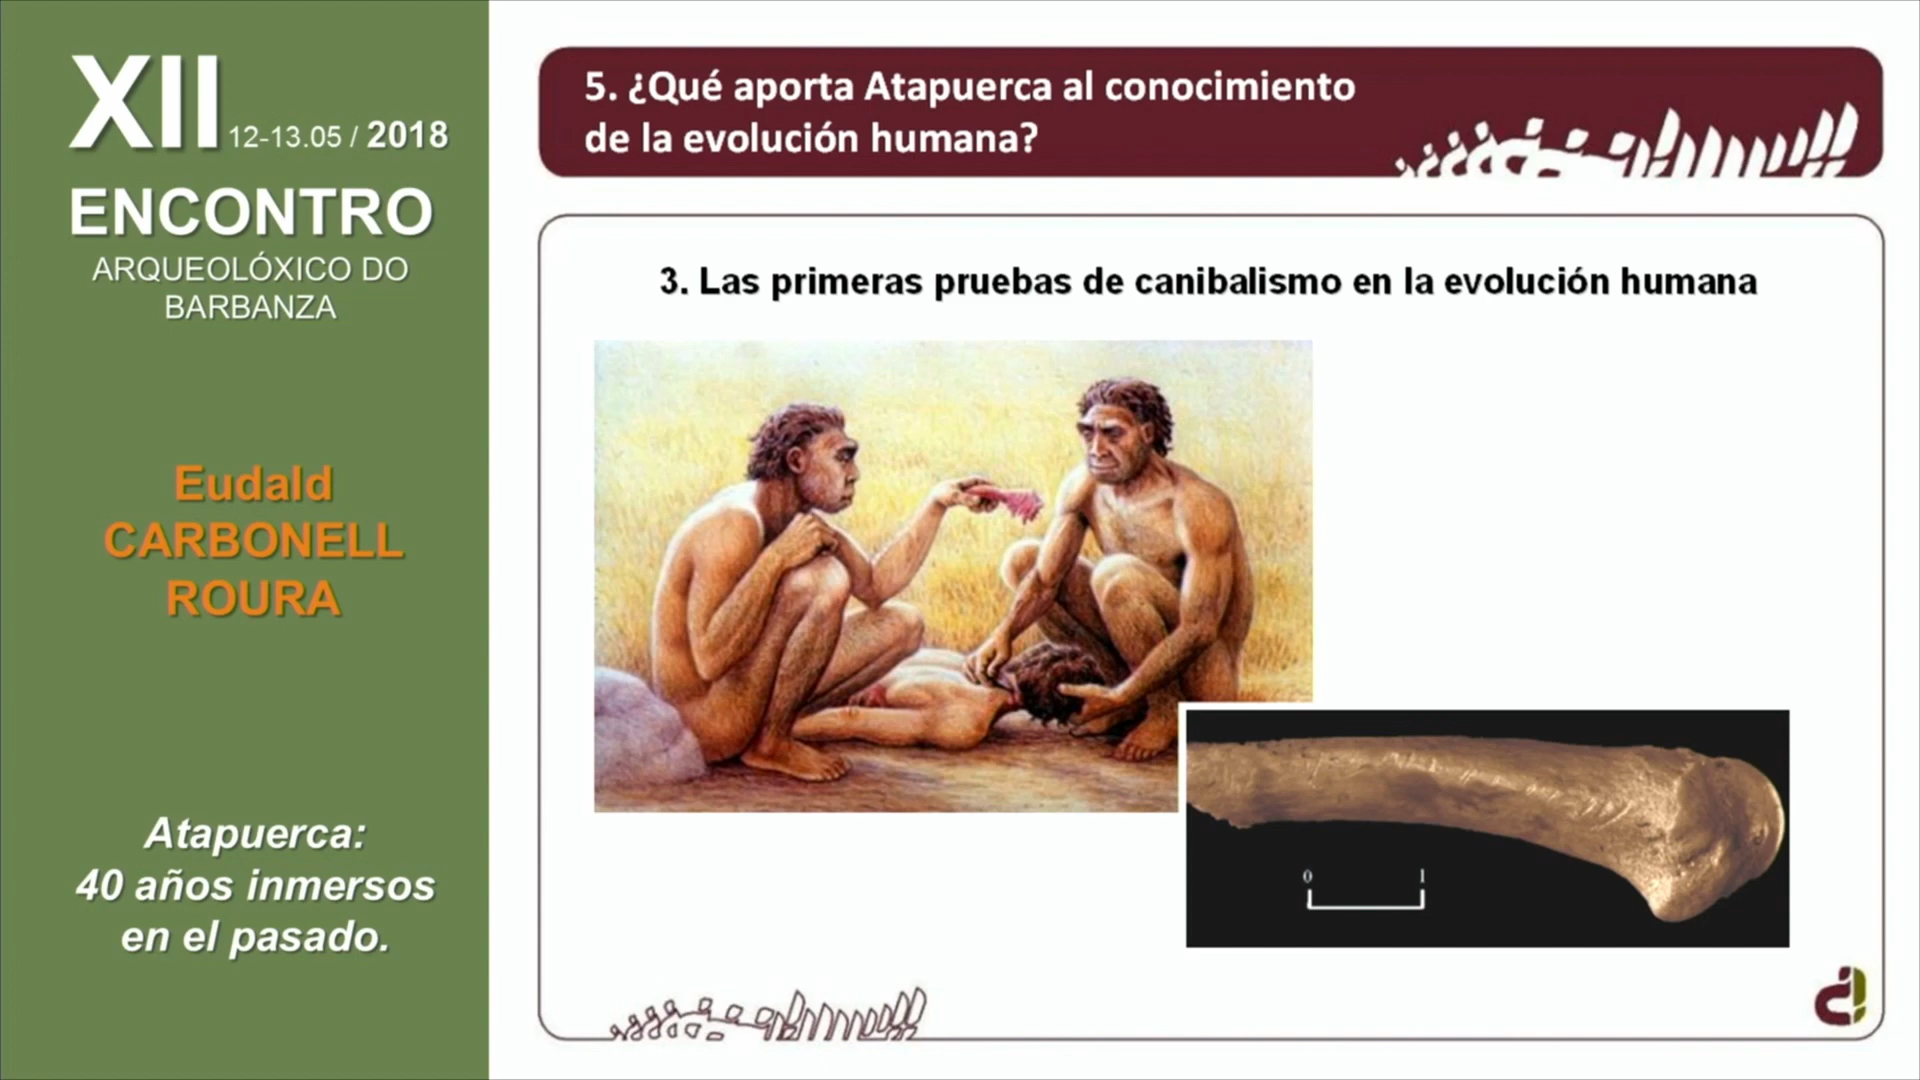 XII 12-13.05 / 2018
ENCONTRO
ARQUEOLÓXICO DO
BARBANZA
Eudald
CARBONELL
ROURA
Atapuerca:
40 años inmersos
en el pasado.
5. ¿Qué aporta Atapuerca al conocimiento
de la evolución humana?
3. Las primeras pruebas de canibalismo en la evolución humana
0 1